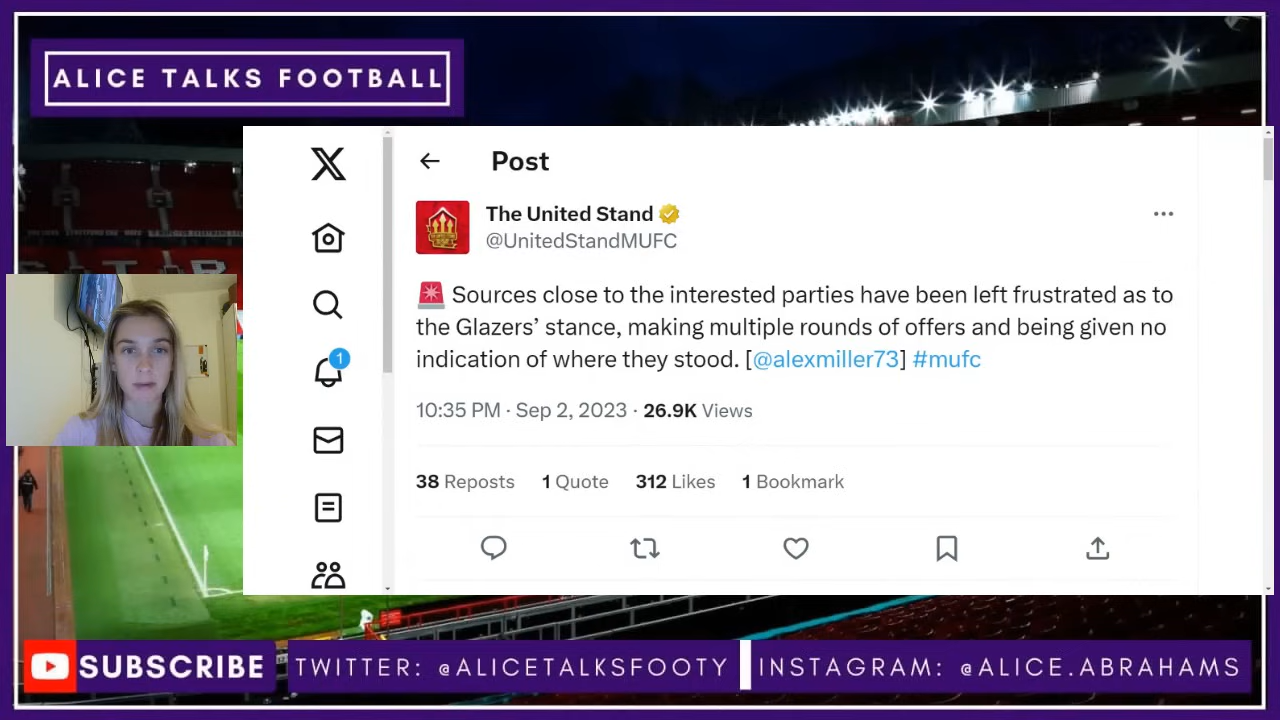 ALICE TALKS FOOTBALL
Post
The United Stand
@UnitedStandMUFC
Sources close to the interested parties have been left frustrated as to
the Glazers’ stance, making multiple rounds of offers and being given no
indication of where they stood. [@alexmiller73] #mufc
10:35 PM · Sep 2, 2023 · 26.9K Views
38 Reposts 1 Quote 312 Likes 1 Bookmark
1
SUBSCRIBE
TWITTER: @ALICETALKSFOOTY
INSTAGRAM: @ALICE.ABRAHAMS